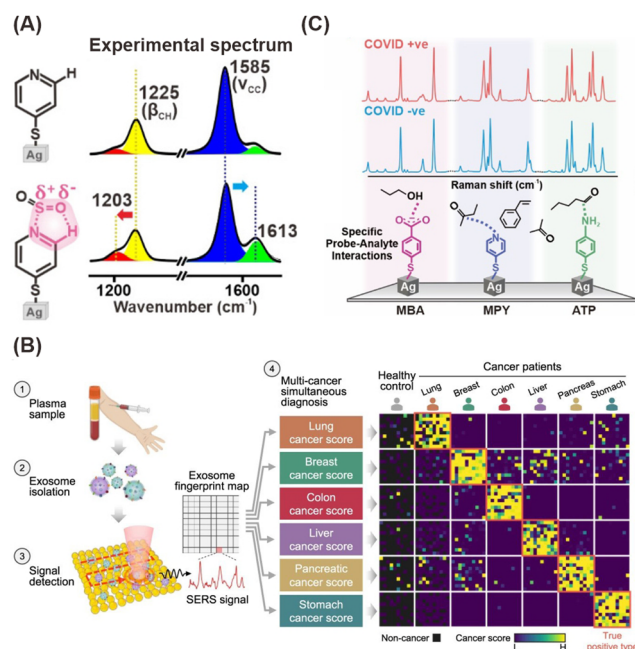 (A)
Experimental spectrum
N
H
S
Ag
1225
(βCH)
1585
(νCC)
δ+ δ-
O
S
O
N
H
S
Ag
1203
1613
1200
1600
Wavenumber (cm⁻¹)
(C)
COVID +ve
COVID -ve
Raman shift (cm⁻¹)
Specific
Probe-Analyte
Interactions
OH
O
O
N
O
O
NH₂
S
S
S
Ag
Ag
Ag
MBA
MPY
ATP
(B)
1
Plasma
sample
2
Exosome
isolation
3
Signal
detection
Exosome
fingerprint map
SERS signal
4
Multi-cancer
simultaneous
diagnosis
Lung
cancer score
Breast
cancer score
Colon
cancer score
Liver
cancer score
Pancreatic
cancer score
Stomach
cancer score
Cancer patients
Healthy
control
Lung
Breast
Colon
Liver
Pancreas
Stomach
Non-cancer
Cancer score
L
H
True
positive type